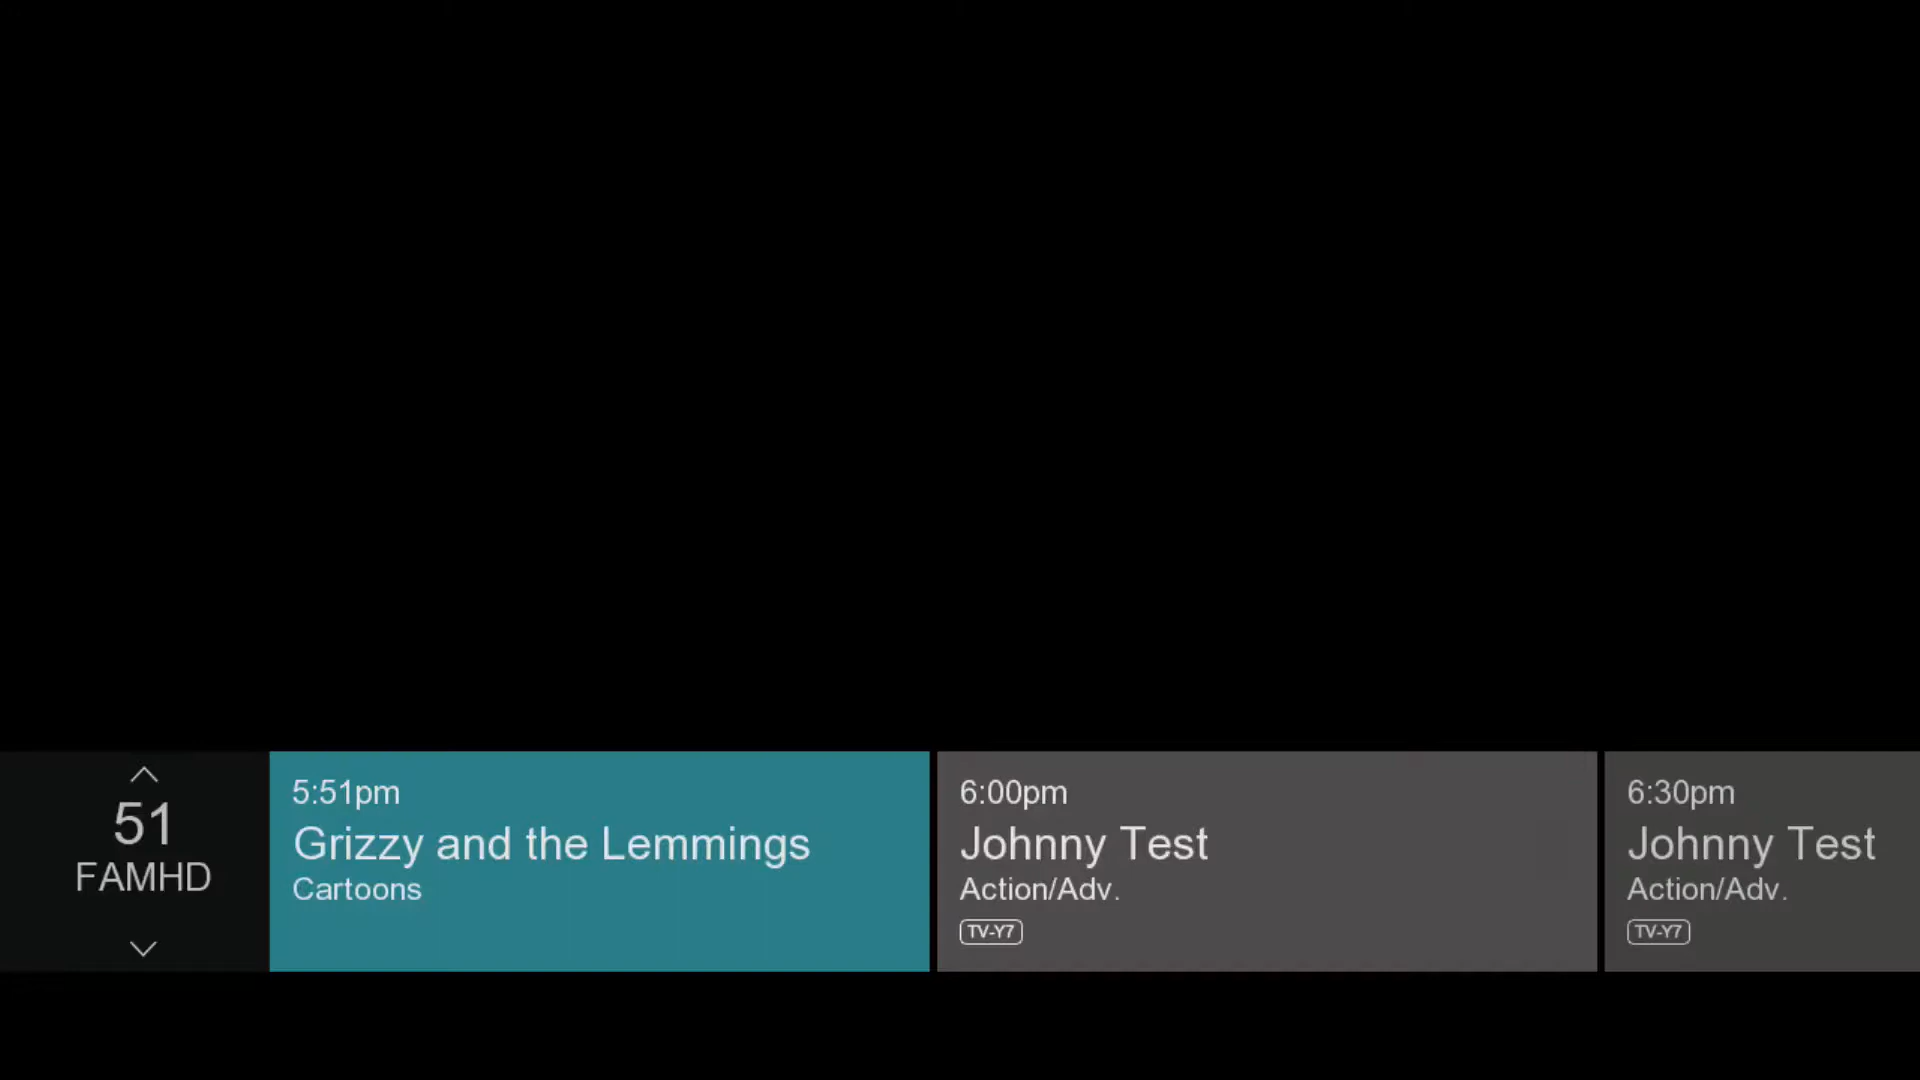 51
FAMHD
5:51pm
Grizzy and the Lemmings
Cartoons
6:00pm
Johnny Test
Action/Adv.
TV-Y7
6:30pm
Johnny Test
Action/Adv.
TV-Y7